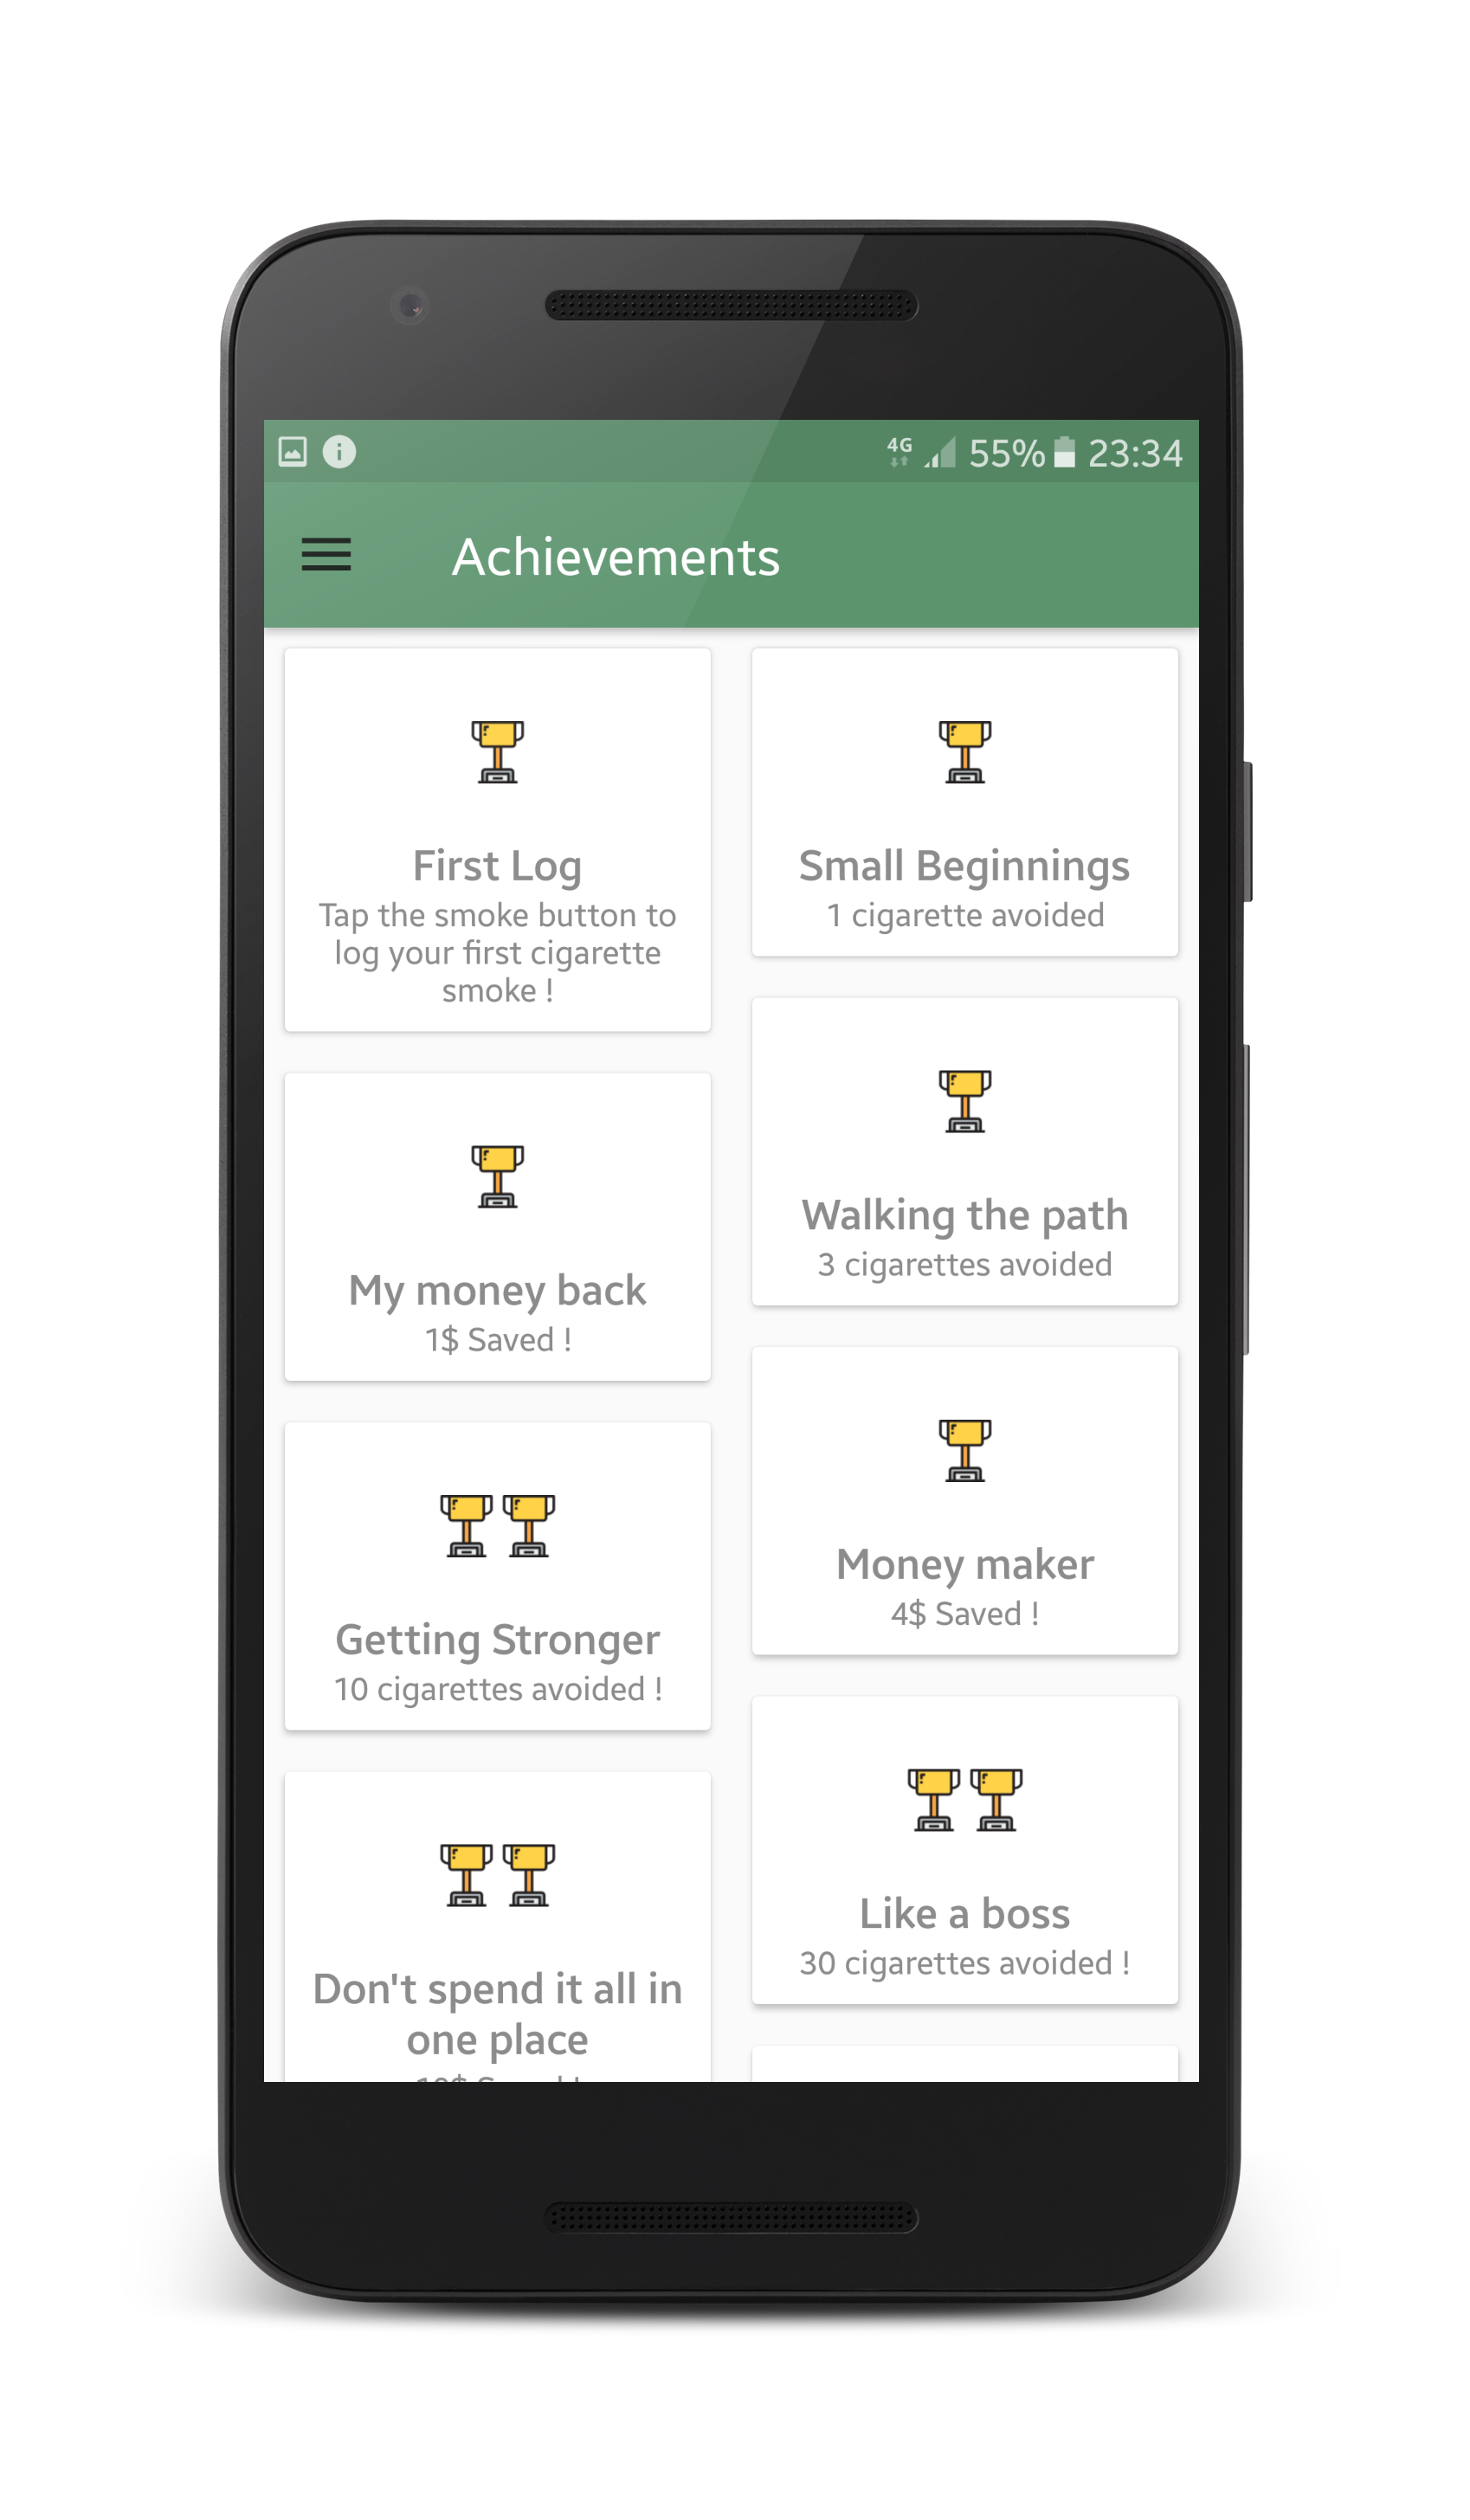 4G 55% 23:34
Achievements
First Log
Tap the smoke button to
log your first cigarette
smoke !
Small Beginnings
1 cigarette avoided
My money back
1$ Saved !
Walking the path
3 cigarettes avoided
Getting Stronger
10 cigarettes avoided !
Money maker
4$ Saved !
Don't spend it all in
one place
Like a boss
30 cigarettes avoided !